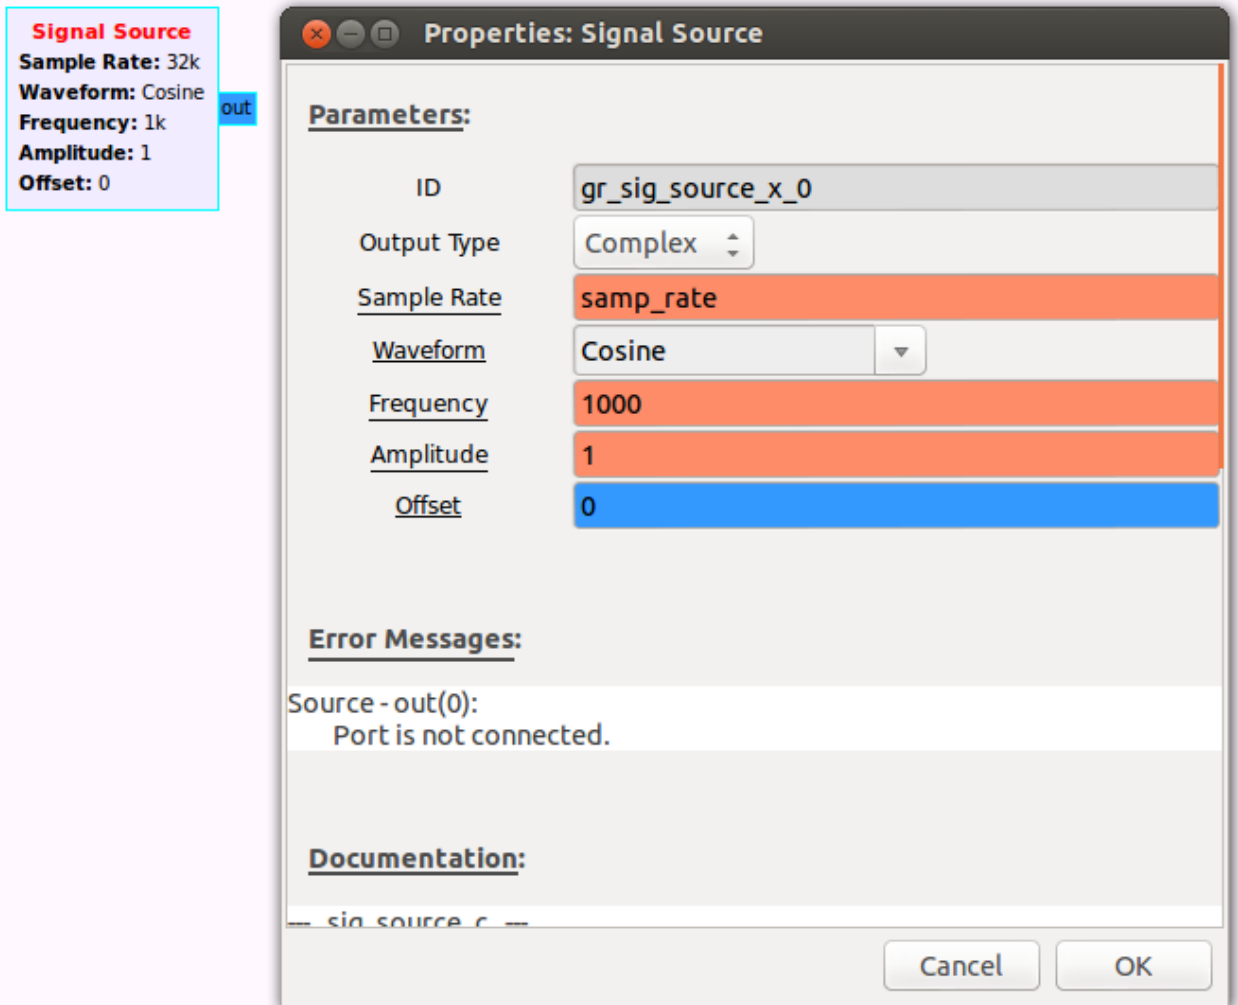 Signal Source
Sample Rate: 32k
Waveform: Cosine
Frequency: 1k
Amplitude: 1
Offset: 0
out
Properties: Signal Source
Parameters:
ID gr_sig_source_x_0
Output Type Complex
Sample Rate samp_rate
Waveform Cosine
Frequency 1000
Amplitude 1
Offset 0
Error Messages:
Source - out(0):
Port is not connected.
Documentation:
--- sig_source_c ---
Cancel OK